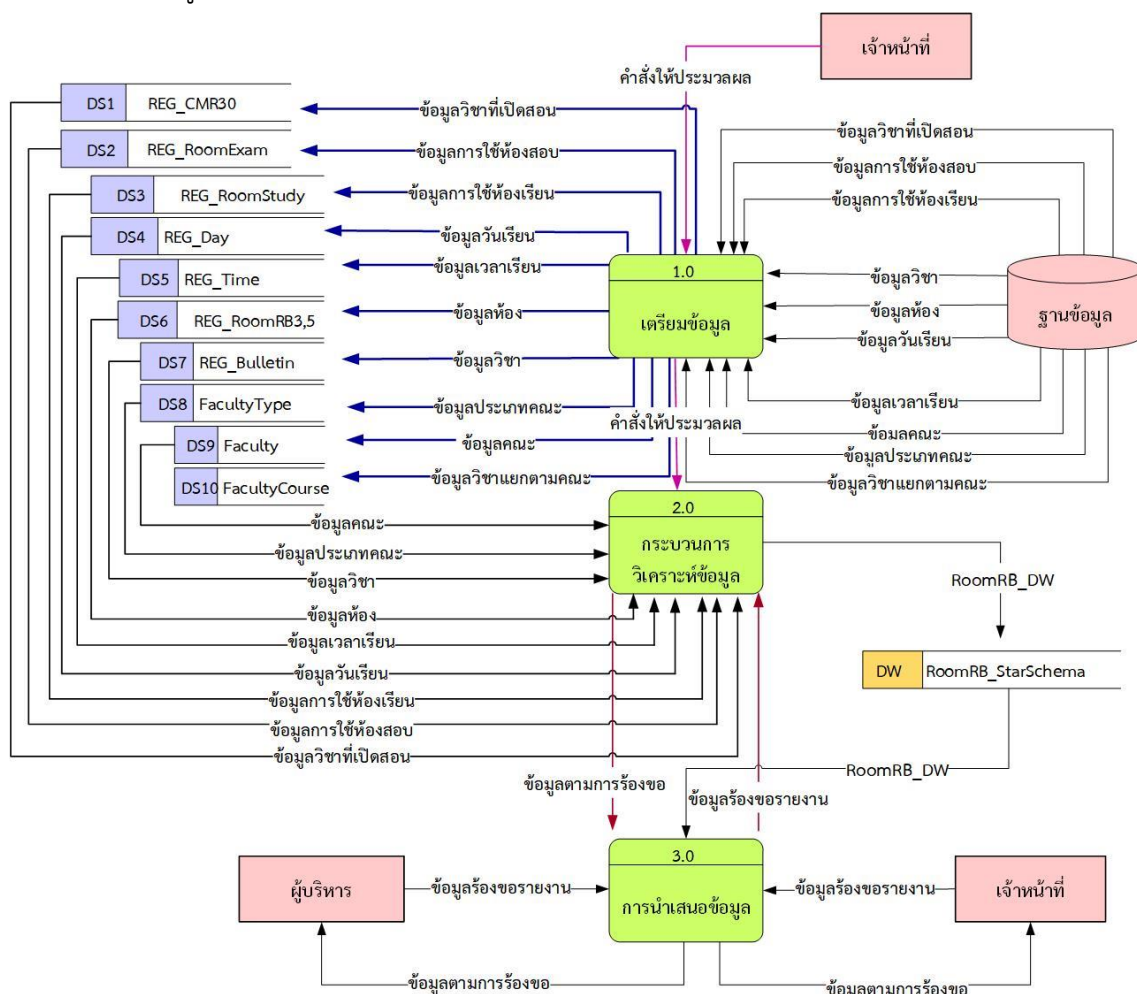 เจ้าหน้าที่
คำสั่งให้ประมวลผล
DS1 REG_CMR30
ข้อมูลวิชาที่เปิดสอน
ข้อมูลวิชาที่เปิดสอน
DS2 REG_RoomExam
ข้อมูลการใช้ห้องสอบ
ข้อมูลการใช้ห้องสอบ
DS3 REG_RoomStudy
ข้อมูลการใช้ห้องเรียน
ข้อมูลการใช้ห้องเรียน
DS4 REG_Day
ข้อมูลวันเรียน
DS5 REG_Time
ข้อมูลเวลาเรียน
1.0
เตรียมข้อมูล
ข้อมูลวิชา
ข้อมูลห้อง
ข้อมูลวันเรียน
ฐานข้อมูล
DS6 REG_RoomRB3,5
ข้อมูลห้อง
DS7 REG_Bulletin
ข้อมูลวิชา
DS8 FacultyType
ข้อมูลประเภทคณะ
ข้อมูลเวลาเรียน
คำสั่งให้ประมวลผล
DS9 Faculty
ข้อมูลคณะ
ข้อมลคณะ
ข้อมูลประเภทคณะ
DS10 FacultyCourse
ข้อมูลวิชาแยกตามคณะ
ข้อมูลวิชาแยกตามคณะ
2.0
กระบวนการ
วิเคราะห์ข้อมูล
ข้อมูลคณะ
ข้อมูลประเภทคณะ
ข้อมูลวิชา
ข้อมูลห้อง
ข้อมูลเวลาเรียน
ข้อมูลวันเรียน
ข้อมูลการใช้ห้องเรียน
ข้อมูลการใช้ห้องสอบ
ข้อมูลวิชาที่เปิดสอน
RoomRB_DW
DW RoomRB_StarSchema
RoomRB_DW
ข้อมูลตามการร้องขอ
ข้อมูลร้องขอรายงาน
3.0
การนำเสนอข้อมูล
ผู้บริหาร
ข้อมูลร้องขอรายงาน
ข้อมูลร้องขอรายงาน
เจ้าหน้าที่
ข้อมูลตามการร้องขอ
ข้อมูลตามการร้องขอ